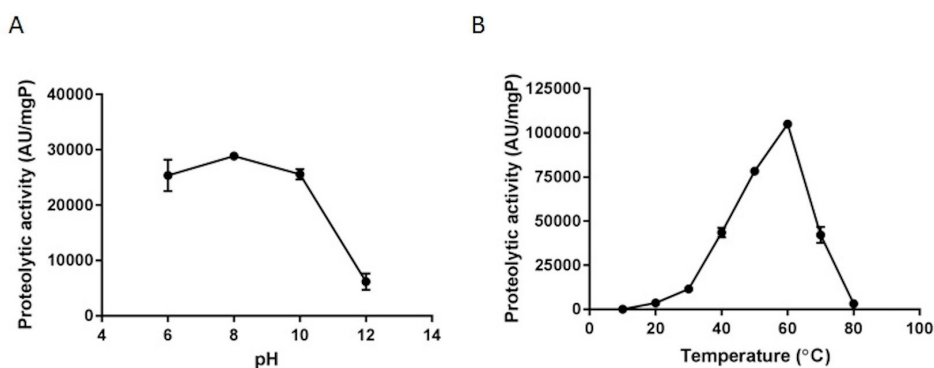 A
B
Proteolytic activity (AU/mgP)
40000
30000
20000
10000
0
4 6 8 10 12 14
pH
Proteolytic activity (AU/mgP)
125000
100000
75000
50000
25000
0
0 20 40 60 80 100
Temperature (°C)